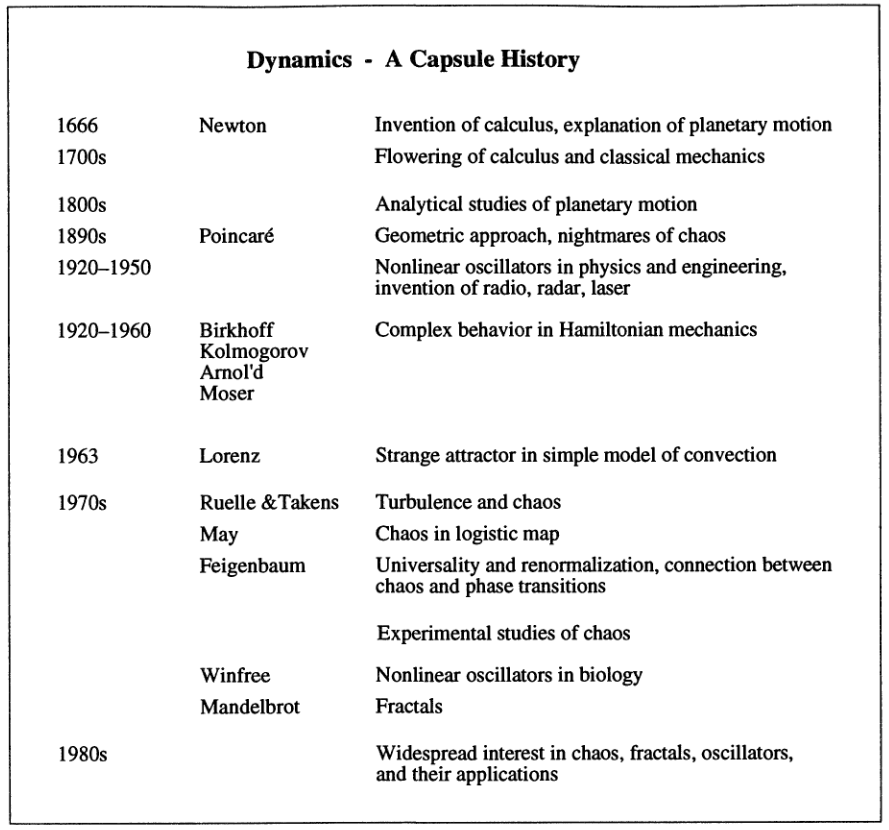 Dynamics - A Capsule History
1666 Newton Invention of calculus, explanation of planetary motion
1700s Flowering of calculus and classical mechanics
1800s Analytical studies of planetary motion
1890s Poincaré Geometric approach, nightmares of chaos
1920–1950 Nonlinear oscillators in physics and engineering,
invention of radio, radar, laser
1920–1960 Birkhoff Complex behavior in Hamiltonian mechanics
Kolmogorov
Arnol'd
Moser
1963 Lorenz Strange attractor in simple model of convection
1970s Ruelle &Takens Turbulence and chaos
May Chaos in logistic map
Feigenbaum Universality and renormalization, connection between
chaos and phase transitions
Experimental studies of chaos
Winfree Nonlinear oscillators in biology
Mandelbrot Fractals
1980s Widespread interest in chaos, fractals, oscillators,
and their applications